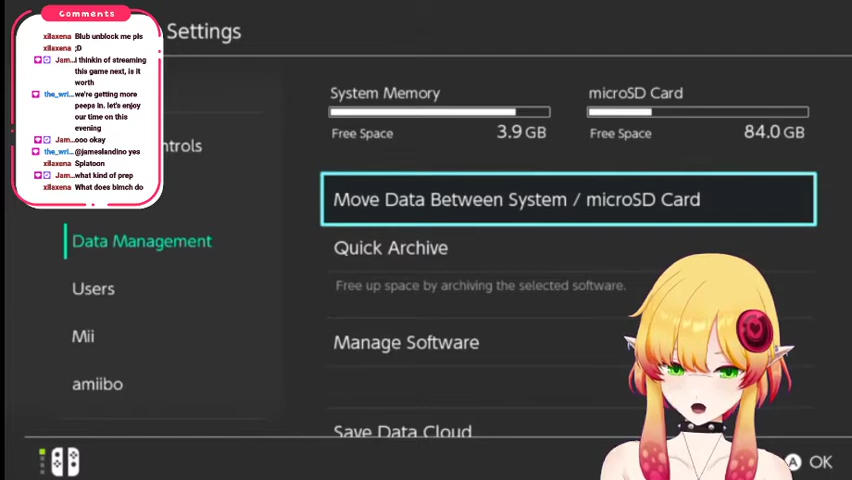 Comments
xilaxena Blub unblock me pls
xilaxena ;D
Jam... i thinkin of streaming
this game next, is it
worth
the_wri... we're getting more
peeps in. let's enjoy
our time on this
evening
Jam... ooo okay
the_wri... @jameslandino yes
xilaxena Splatoon
Jam... what kind of prep
xilaxena What does bimch do
Settings
System Memory
Free Space 3.9 GB
microSD Card
Free Space 84.0 GB
ntrols
Data Management
Users
Mii
amiibo
Move Data Between System / microSD Card
Quick Archive
Free up space by archiving the selected software.
Manage Software
Save Data Cloud
A OK